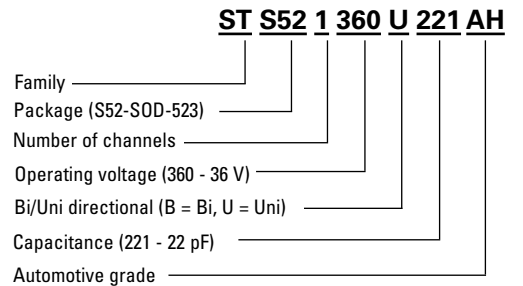 ST S52 1 360 U 221 AH
Family
Package (S52-SOD-523)
Number of channels
Operating voltage (360 - 36 V)
Bi/Uni directional (B = Bi, U = Uni)
Capacitance (221 - 22 pF)
Automotive grade